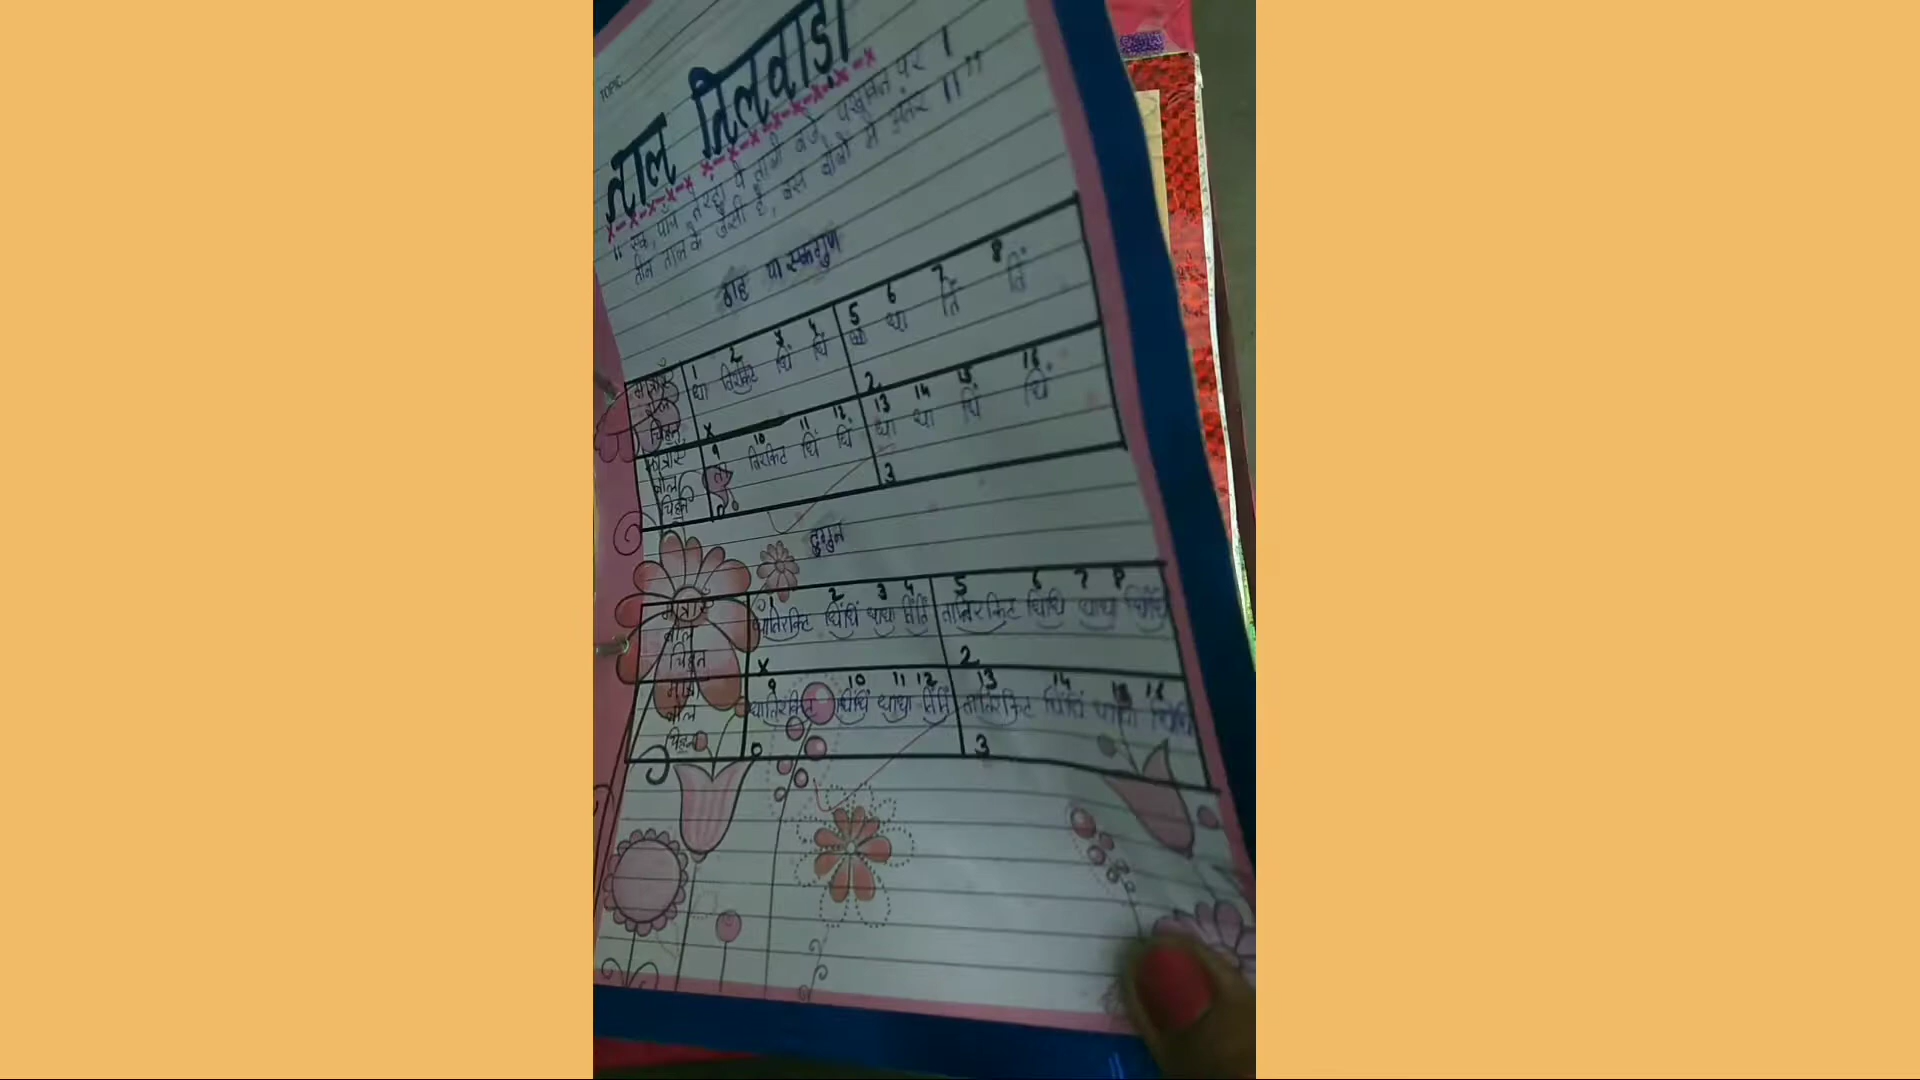 TOPIC
ताल तिलवाड़ा
" एक, पाँच तेरह पे ताली बजे पखावज पर ।
तीन ताल के जैसी है, बस बोलों में अंतर ॥ "
ठाह या एकगुण
मात्राएँ 1 2 3 4 5 6 7 8
बोल धा तिरकिट धिं धिं धा तिं तिं
चिह्न x 2
मात्राएँ 9 10 11 12 13 14 15 16
बोल ता तिरकिट धिं धिं धा धा धिं धिं
चिह्न 0 3
दुगुन
मात्राएँ 1 2 3 4 5 6 7 8
बोल धातिरकिट धिंधिं धाधा तिंतिं तातिरकिट धिंधिं धाधा धिंधिं
चिह्न x 2
मात्रा 9 10 11 12 13 14 15 16
बोल धातिरकिट धिंधिं धाधा तिंतिं तातिरकिट धिंधिं धाधा धिंधिं
चिह्न 0 3